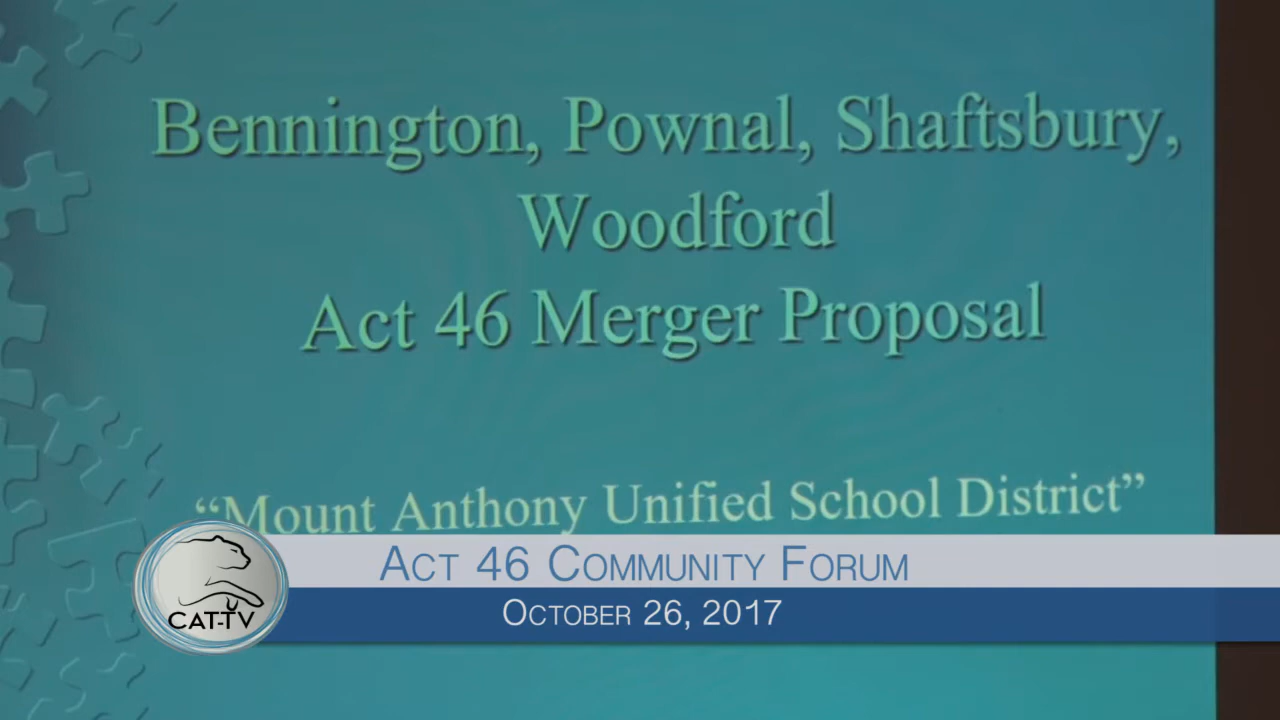 Bennington, Pownal, Shaftsbury,
Woodford
Act 46 Merger Proposal
“Mount Anthony Unified School District”
Act 46 Community Forum
October 26, 2017
CAT-TV